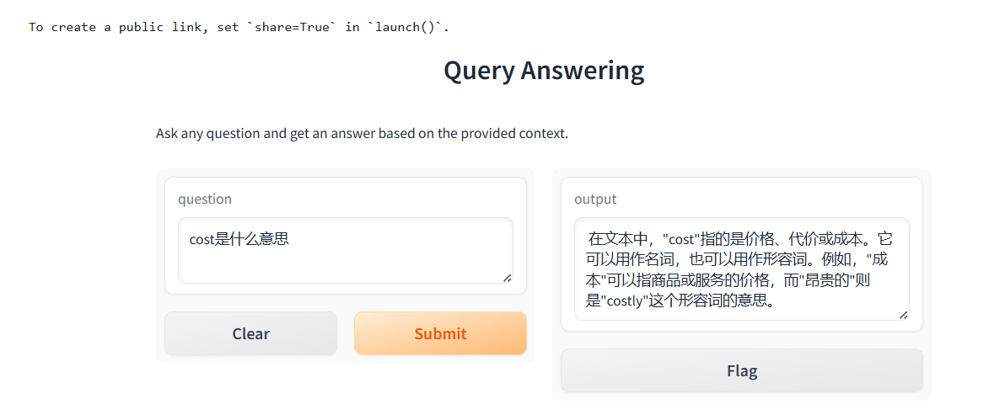 To create a public link, set `share=True` in `launch()`.
Query Answering
Ask any question and get an answer based on the provided context.
question
cost是什么意思
Clear
Submit
output
在文本中，"cost"指的是价格、代价或成本。它
可以用作名词，也可以用作形容词。例如，"成
本"可以指商品或服务的价格，而"昂贵的"则
是"costly"这个形容词的意思。
Flag